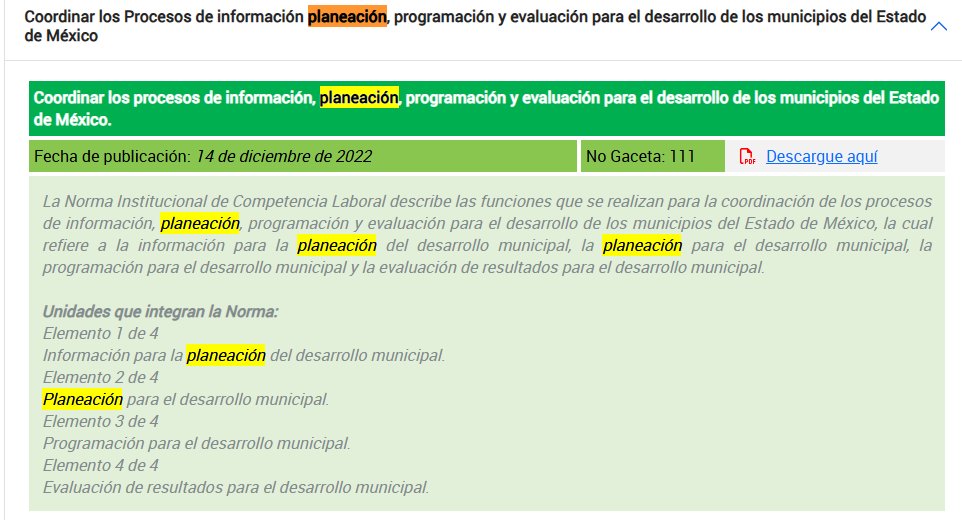 Coordinar los Procesos de información planeación, programación y evaluación para el desarrollo de los municipios del Estado
de México
Coordinar los procesos de información, planeación, programación y evaluación para el desarrollo de los municipios del Estado
de México.
Fecha de publicación: 14 de diciembre de 2022 No Gaceta: 111 PDF Descargue aquí
La Norma Institucional de Competencia Laboral describe las funciones que se realizan para la coordinación de los procesos
de información, planeación, programación y evaluación para el desarrollo de los municipios del Estado de México, la cual
refiere a la información para la planeación del desarrollo municipal, la planeación para el desarrollo municipal, la
programación para el desarrollo municipal y la evaluación de resultados para el desarrollo municipal.
Unidades que integran la Norma:
Elemento 1 de 4
Información para la planeación del desarrollo municipal.
Elemento 2 de 4
Planeación para el desarrollo municipal.
Elemento 3 de 4
Programación para el desarrollo municipal.
Elemento 4 de 4
Evaluación de resultados para el desarrollo municipal.